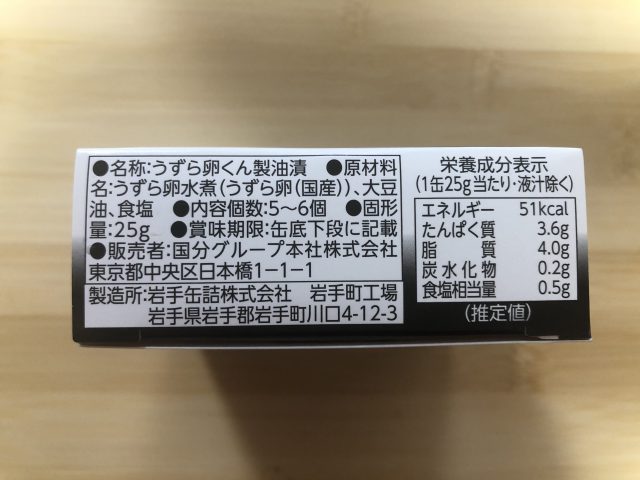 ●名称:うずら卵くん製油漬 ●原材料
名:うずら卵水煮(うずら卵(国産))、大豆
油、食塩 ●内容個数:5〜6個 ●固形
量:25g ●賞味期限:缶底下段に記載
●販売者:国分グループ本社株式会社
東京都中央区日本橋1-1-1
製造所:岩手缶詰株式会社 岩手町工場
岩手県岩手郡岩手町川口4-12-3
栄養成分表示
(1缶25g当たり・液汁除く)
エネルギー 51kcal
たんぱく質 3.6g
脂質 4.0g
炭水化物 0.2g
食塩相当量 0.5g
(推定値)